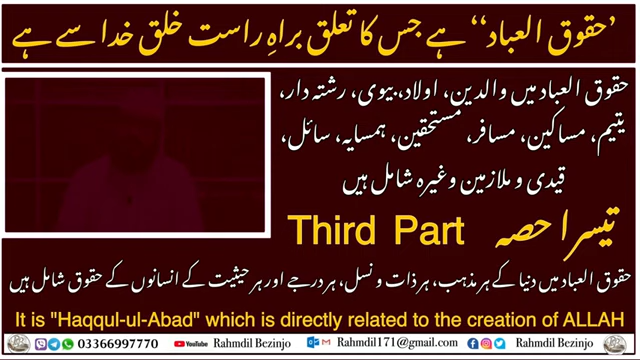 ’حقوق العباد‘‘ ہے جس کا تعلق براہِ راست خلق خدا سے ہے
حقوق العباد میں والدین، اولاد، بیوی، رشتہ دار،
یتیم، مساکین، مسافر، مستحقین، ہمسایہ، سائل،
قیدی و ملازمین وغیرہ شامل ہیں
Third Part تیسرا حصہ
حقوق العباد میں دنیا کے ہر مذہب، ہر ذات و نسل، ہر درجے اور ہر حیثیت کے انسانوں کے حقوق شامل ہیں
It is "Haqqul-ul-Abad" which is directly related to the creation of ALLAH
03366997770 YouTube Rahmdil Bezinjo Rahmdil171@gmail.com Rahmdil Bezinjo